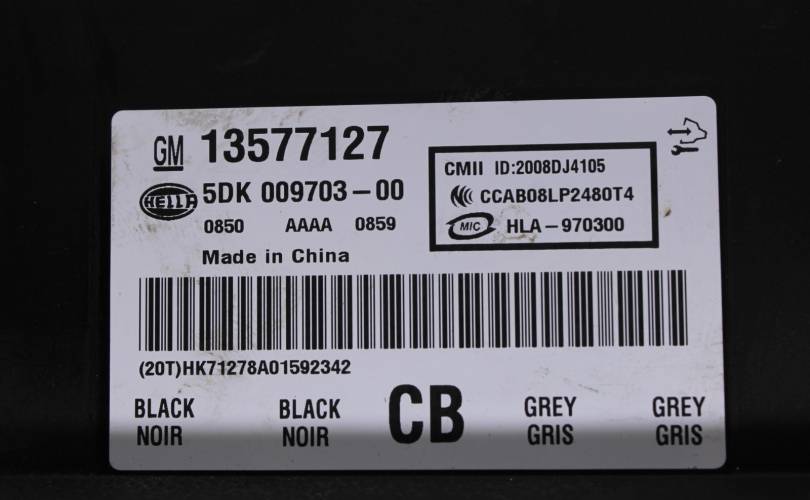 GM 13577127
HELLA 5DK 009703-00
0850 AAAA 0859
Made in China
CMII ID:2008DJ4105
CCAB08LP2480T4
MIC HLA-970300
(20T)HK71278A01592342
BLACK BLACK CB GREY GREY
NOIR NOIR GRIS GRIS